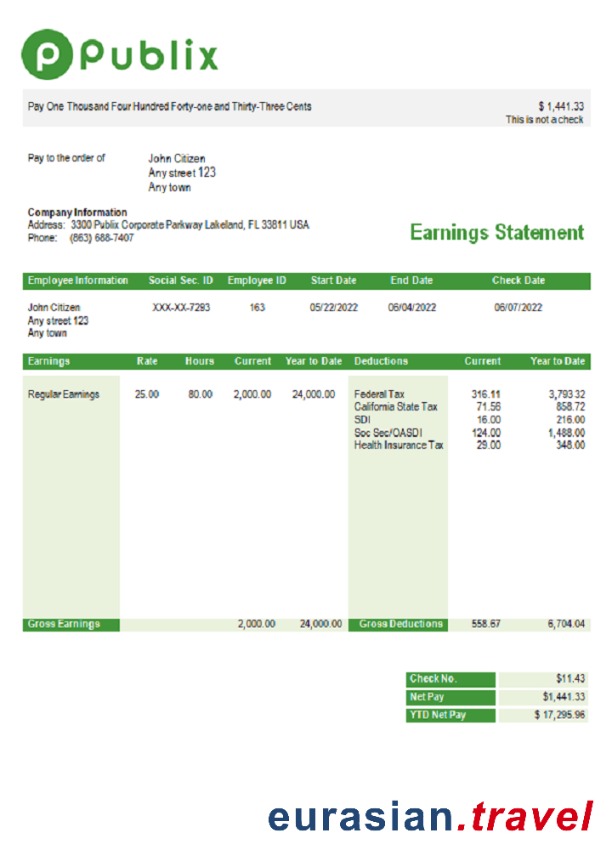 Publix
Pay One Thousand Four Hundred Forty-one and Thirty-Three Cents $ 1,441.33
This is not a check
Pay to the order of John Citizen
Any street 123
Any town
Company Information
Address: 3300 Publix Corporate Parkway Lakeland, FL 33811 USA
Phone: (863) 688-7407
Earnings Statement
Employee Information Social Sec. ID Employee ID Start Date End Date Check Date
John Citizen XXX-XX-7293 163 05/22/2022 06/04/2022 06/07/2022
Any street 123
Any town
Earnings Rate Hours Current Year to Date Deductions Current Year to Date
Regular Earnings 25.00 80.00 2,000.00 24,000.00 Federal Tax 316.11 3,793.32
California State Tax 71.56 858.72
SDI 16.00 216.00
Soc Sec/OASDI 124.00 1,488.00
Health Insurance Tax 29.00 348.00
Gross Earnings 2,000.00 24,000.00 Gross Deductions 558.67 6,704.04
Check No. $11.43
Net Pay $1,441.33
YTD Net Pay $ 17,295.96
eurasian.travel